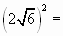 (2√6)² =